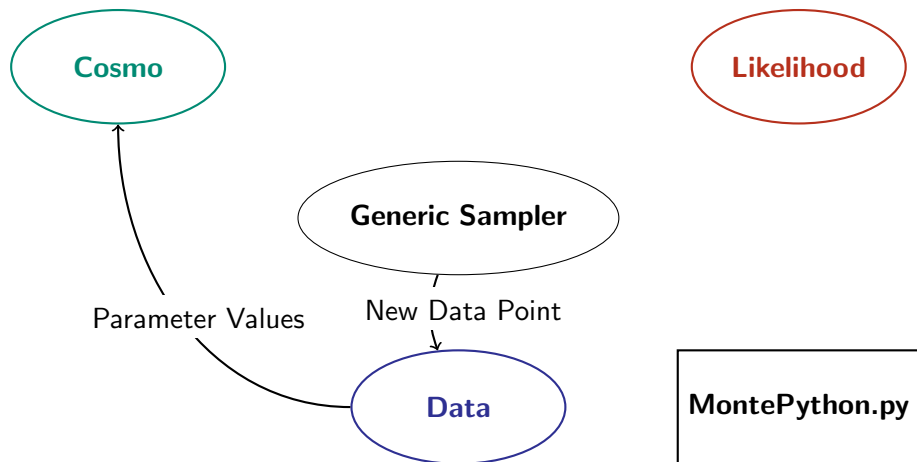 Cosmo
Likelihood
Generic Sampler
New Data Point
Parameter Values
Data
MontePython.py